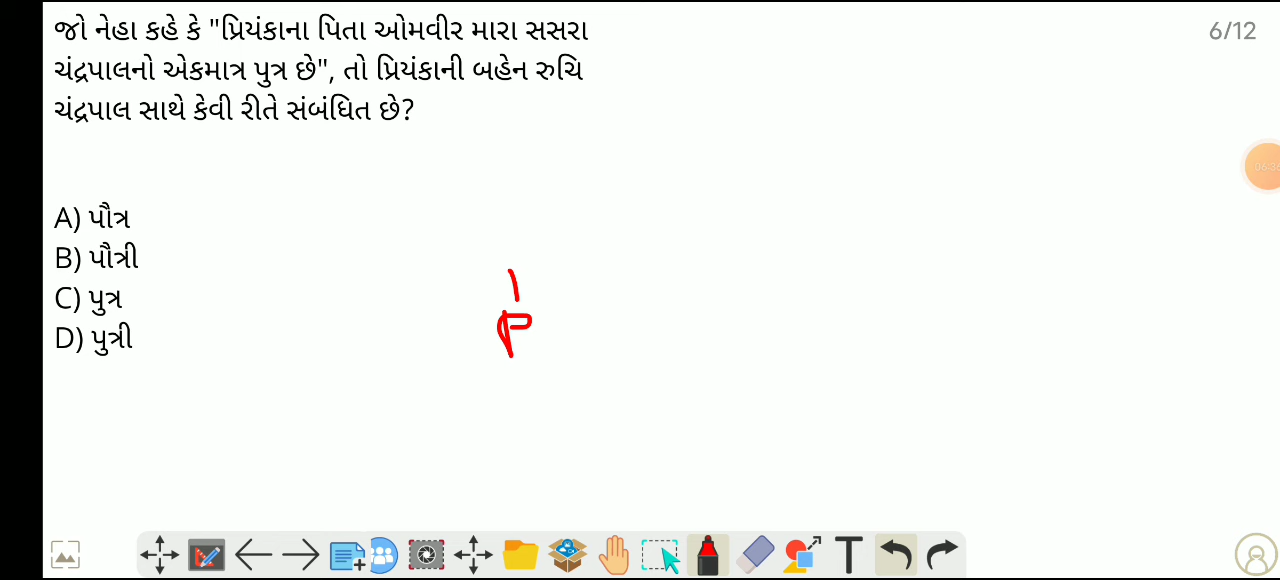 જો નેહા કહે કે "પ્રિયંકાના પિતા ઓમવીર મારા સસરા
6/12
ચંદ્રપાલનો એકમાત્ર પુત્ર છે", તો પ્રિયંકાની બહેન રુચિ
ચંદ્રપાલ સાથે કેવી રીતે સંબંધિત છે?
A) પૌત્ર
B) પૌત્રી
C) પુત્ર
D) પુત્રી